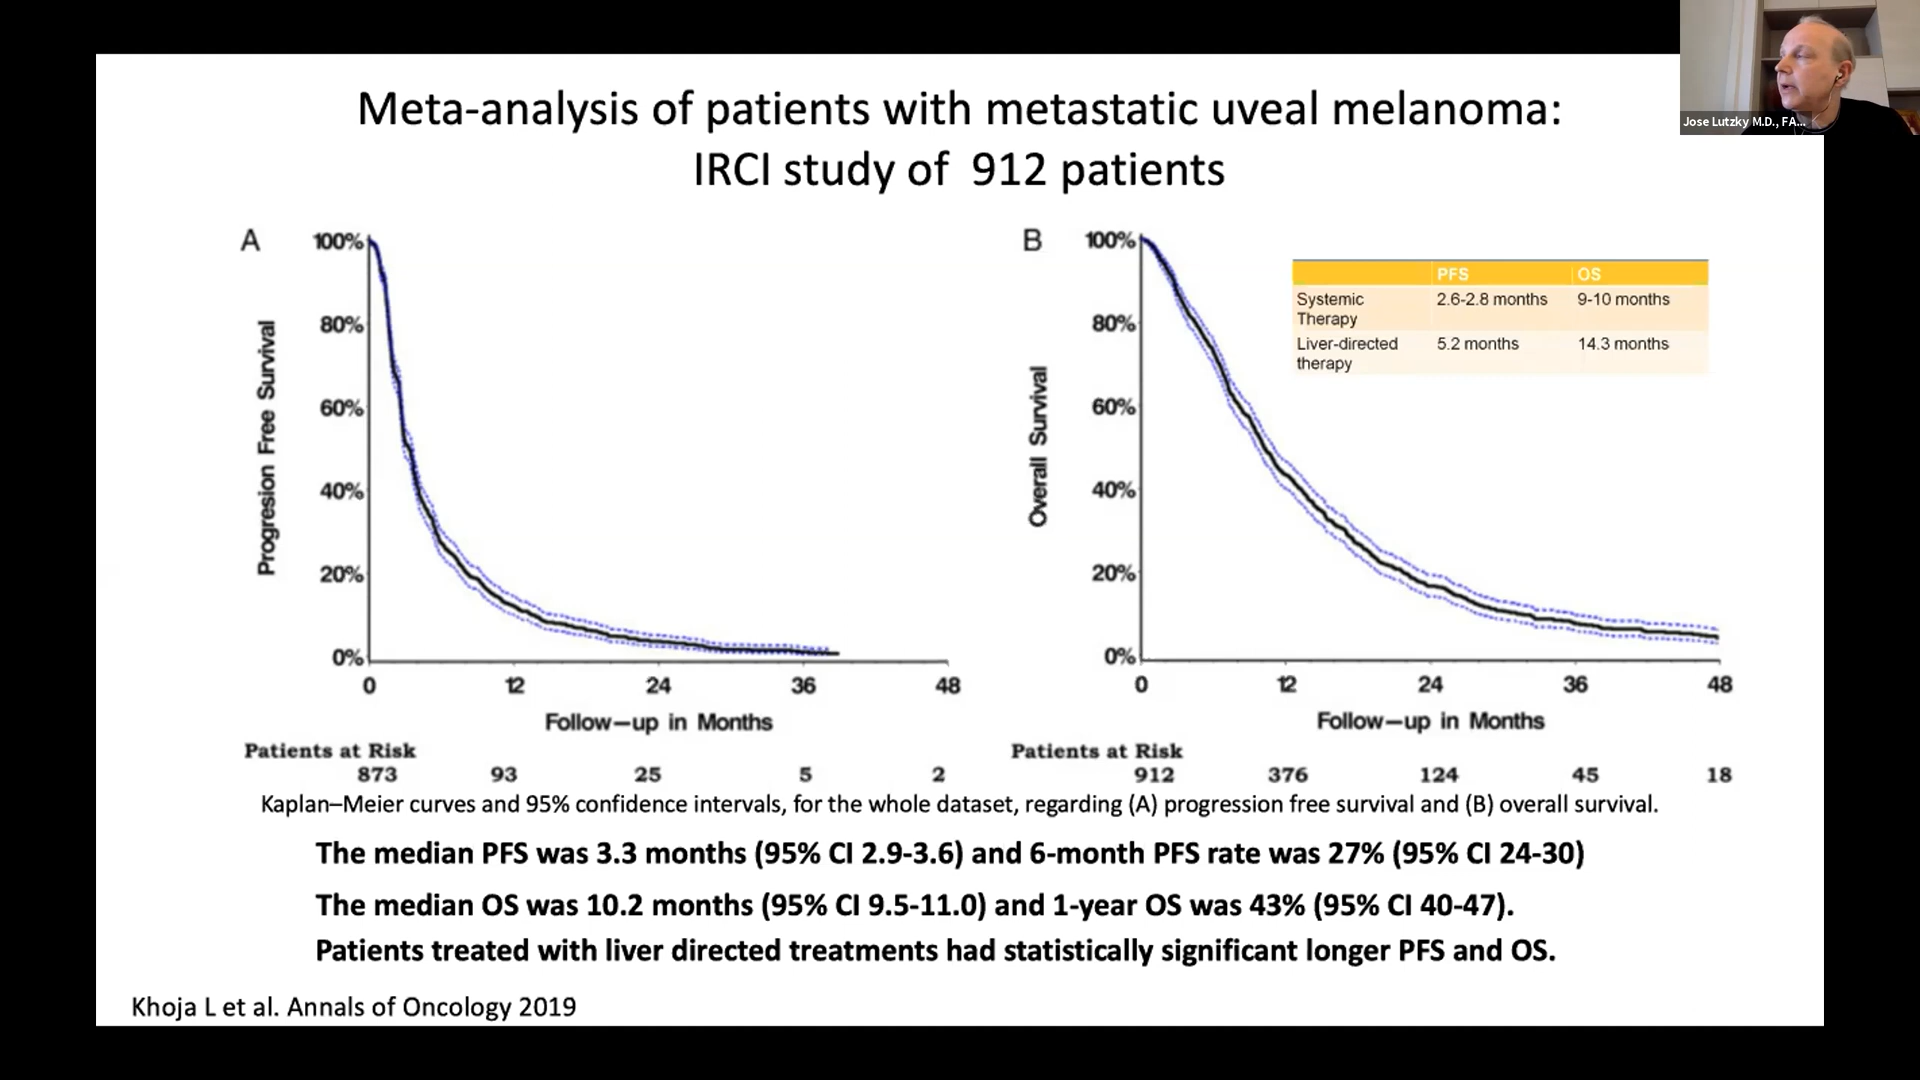 Jose Lutzky M.D., FA...
Meta-analysis of patients with metastatic uveal melanoma:
IRCI study of 912 patients
A
100%
80%
60%
40%
20%
0%
Progresion Free Survival
0 12 24 36 48
Follow-up in Months
Patients at Risk
873 93 25 5 2
B
100%
80%
60%
40%
20%
0%
Overall Survival
PFS OS
Systemic Therapy 2.6-2.8 months 9-10 months
Liver-directed therapy 5.2 months 14.3 months
0 12 24 36 48
Follow-up in Months
Patients at Risk
912 376 124 45 18
Kaplan–Meier curves and 95% confidence intervals, for the whole dataset, regarding (A) progression free survival and (B) overall survival.
The median PFS was 3.3 months (95% CI 2.9-3.6) and 6-month PFS rate was 27% (95% CI 24-30)
The median OS was 10.2 months (95% CI 9.5-11.0) and 1-year OS was 43% (95% CI 40-47).
Patients treated with liver directed treatments had statistically significant longer PFS and OS.
Khoja L et al. Annals of Oncology 2019